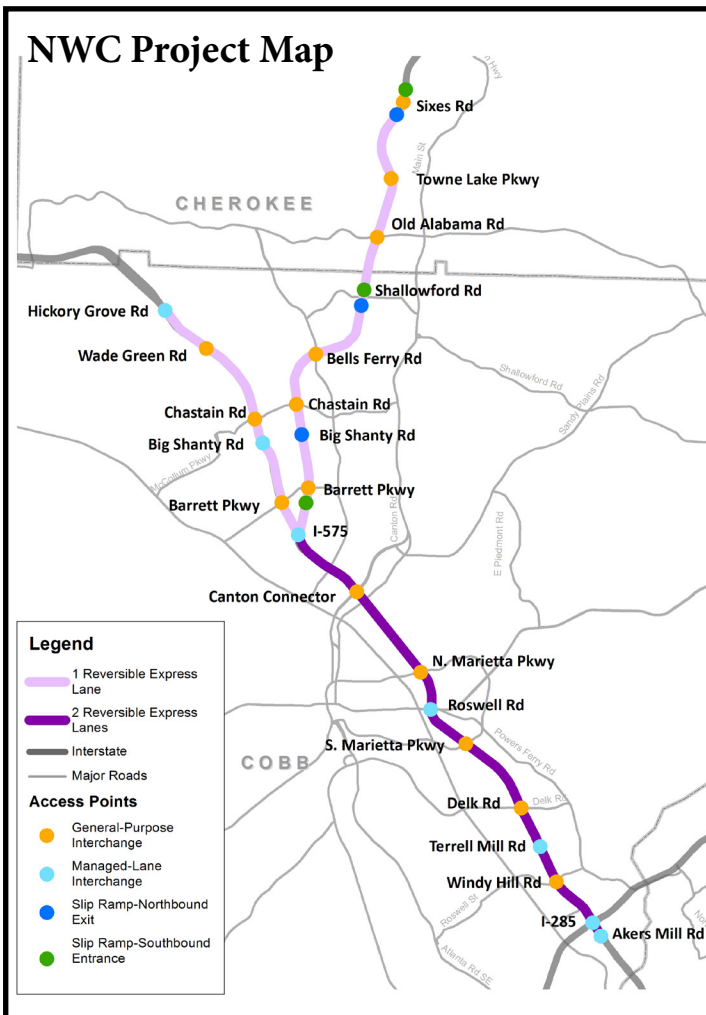 NWC Project Map
Sixes Rd
Main St
Towne Lake Pkwy
CHEROKEE
Old Alabama Rd
Shallowford Rd
Hickory Grove Rd
Wade Green Rd
Bells Ferry Rd
Shallowford Rd
Sandy Plains Rd
Chastain Rd
Chastain Rd
Big Shanty Rd
Big Shanty Rd
McCollum Pkwy
Barrett Pkwy
Barrett Pkwy
Canton Rd
I-575
E Piedmont Rd
Canton Connector
Legend
1 Reversible Express
Lane
2 Reversible Express
Lanes
Interstate
Major Roads
Access Points
General-Purpose
Interchange
Managed-Lane
Interchange
Slip Ramp-Northbound
Exit
Slip Ramp-Southbound
Entrance
N. Marietta Pkwy
Roswell Rd
S. Marietta Pkwy
Powers Ferry Rd
COBB
Delk Rd
Delk Rd
Terrell Mill Rd
Windy Hill Rd
Roswell St
I-285
Akers Mill Rd
Atlanta Rd SE